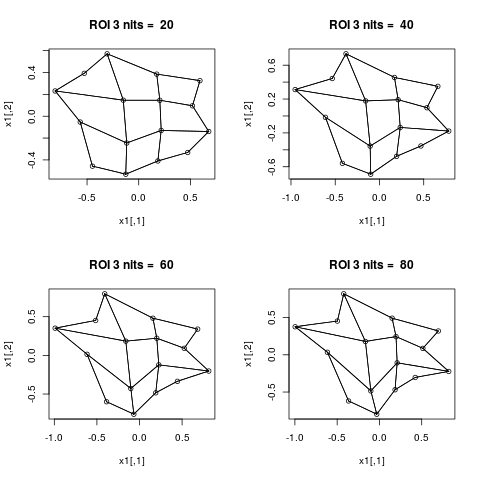 ROI 3 nits = 20
x1[,2]
0.4
0.0
-0.4
-0.5 0.0 0.5
x1[,1]
ROI 3 nits = 40
x1[,2]
0.6
0.2
-0.2
-0.6
-1.0 -0.5 0.0 0.5
x1[,1]
ROI 3 nits = 60
x1[,2]
0.5
0.0
-0.5
-1.0 -0.5 0.0 0.5
x1[,1]
ROI 3 nits = 80
x1[,2]
0.5
0.0
-0.5
-1.0 -0.5 0.0 0.5
x1[,1]